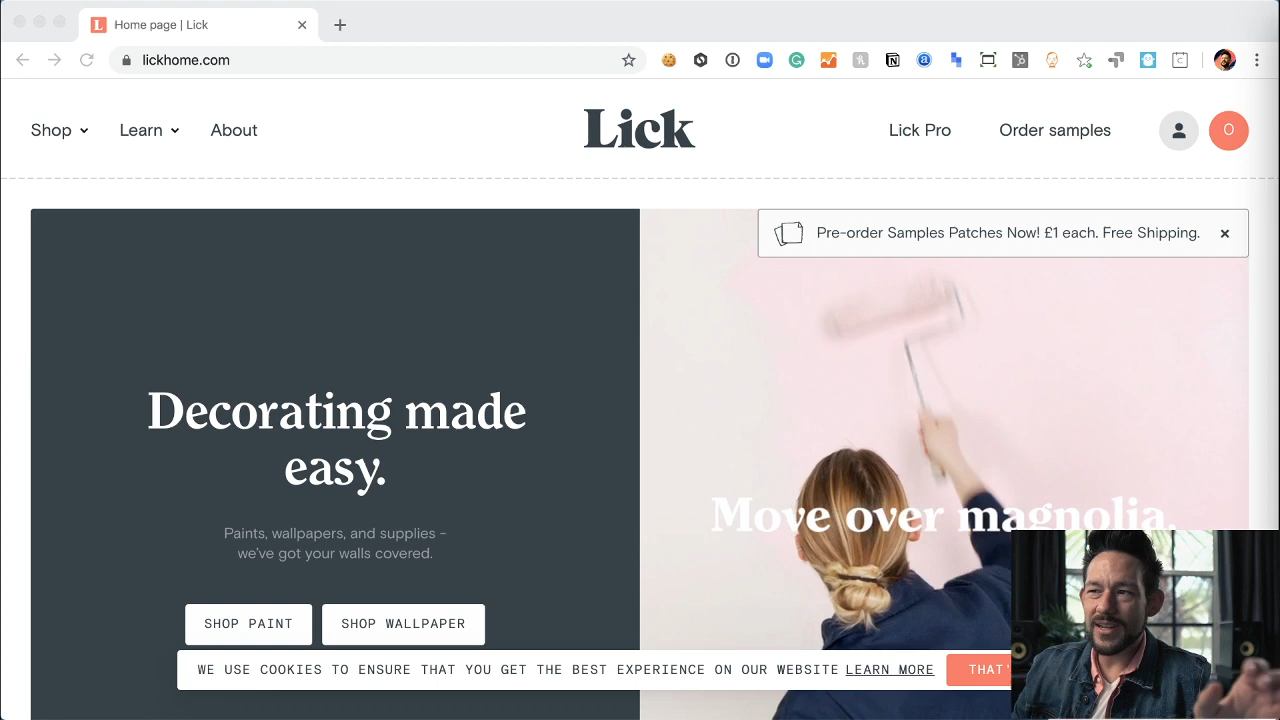 Home page | Lick
lickhome.com
Shop
Learn
About
Lick
Lick Pro
Order samples
0
Pre-order Samples Patches Now! £1 each. Free Shipping.
Decorating made
easy.
Paints, wallpapers, and supplies -
we've got your walls covered.
SHOP PAINT
SHOP WALLPAPER
Move over magnolia.
WE USE COOKIES TO ENSURE THAT YOU GET THE BEST EXPERIENCE ON OUR WEBSITE LEARN MORE
THAT'